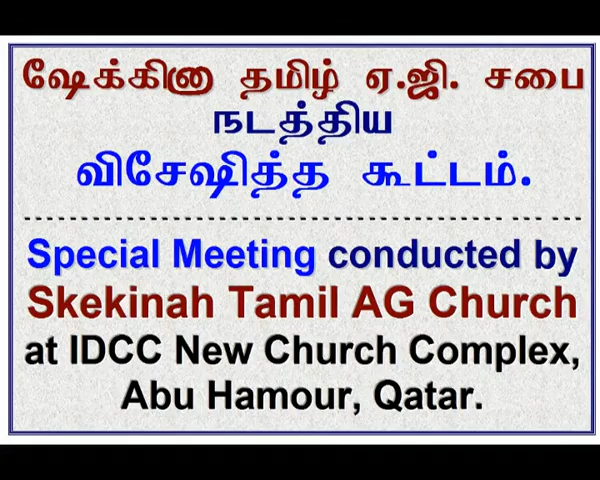 ஷேக்கினா தமிழ் ஏ.ஜி. சபை
நடத்திய
விசேஷித்த கூட்டம்.
Special Meeting conducted by
Skekinah Tamil AG Church
at IDCC New Church Complex,
Abu Hamour, Qatar.